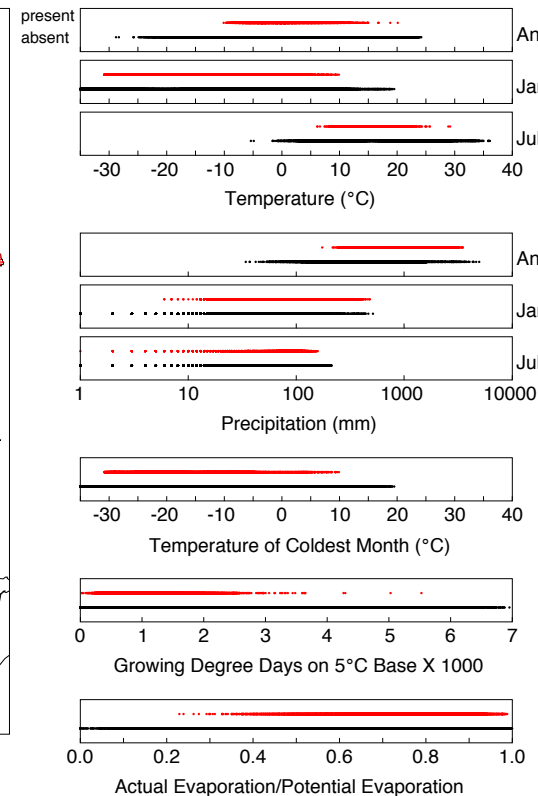 present
absent
An
Jan
Jul
-30 -20 -10 0 10 20 30 40
Temperature (°C)
An
Jan
Jul
1 10 100 1000 10000
Precipitation (mm)
-30 -20 -10 0 10 20 30 40
Temperature of Coldest Month (°C)
0 1 2 3 4 5 6 7
Growing Degree Days on 5°C Base X 1000
0.0 0.2 0.4 0.6 0.8 1.0
Actual Evaporation/Potential Evaporation